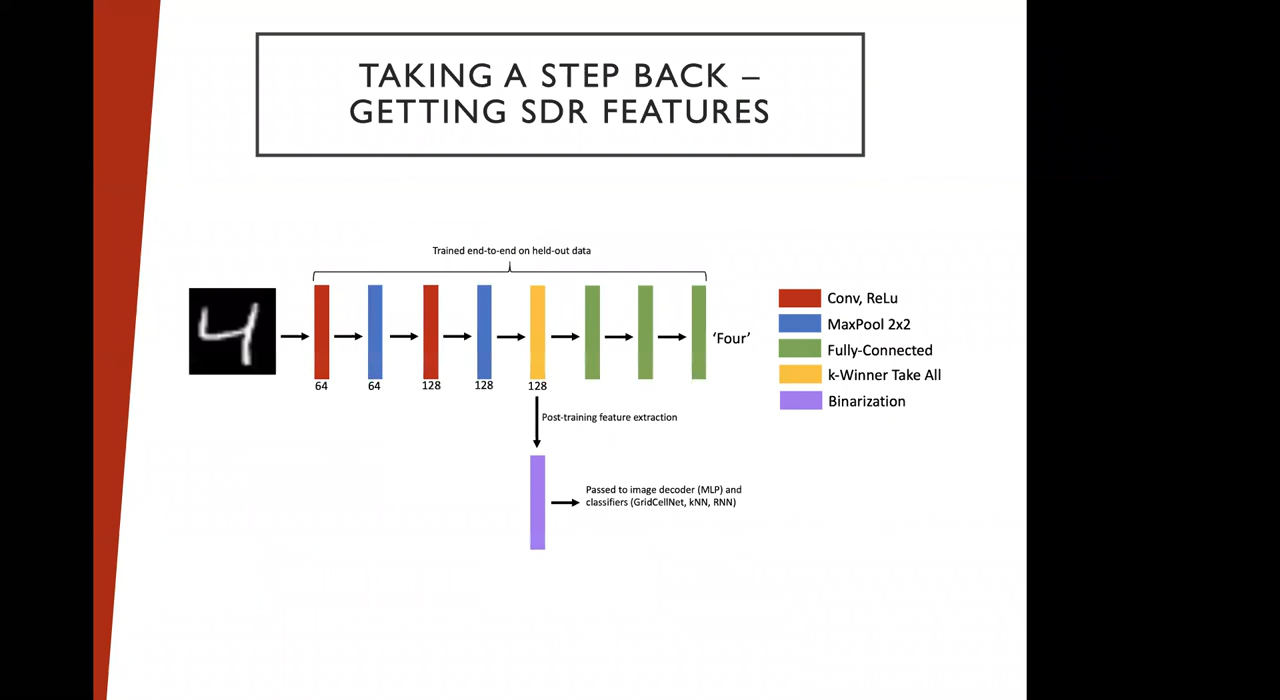 TAKING A STEP BACK –
GETTING SDR FEATURES
Trained end-to-end on held-out data
'Four'
64
64
128
128
128
Conv, ReLu
MaxPool 2x2
Fully-Connected
k-Winner Take All
Binarization
Post-training feature extraction
Passed to image decoder (MLP) and
classifiers (GridCellNet, kNN, RNN)